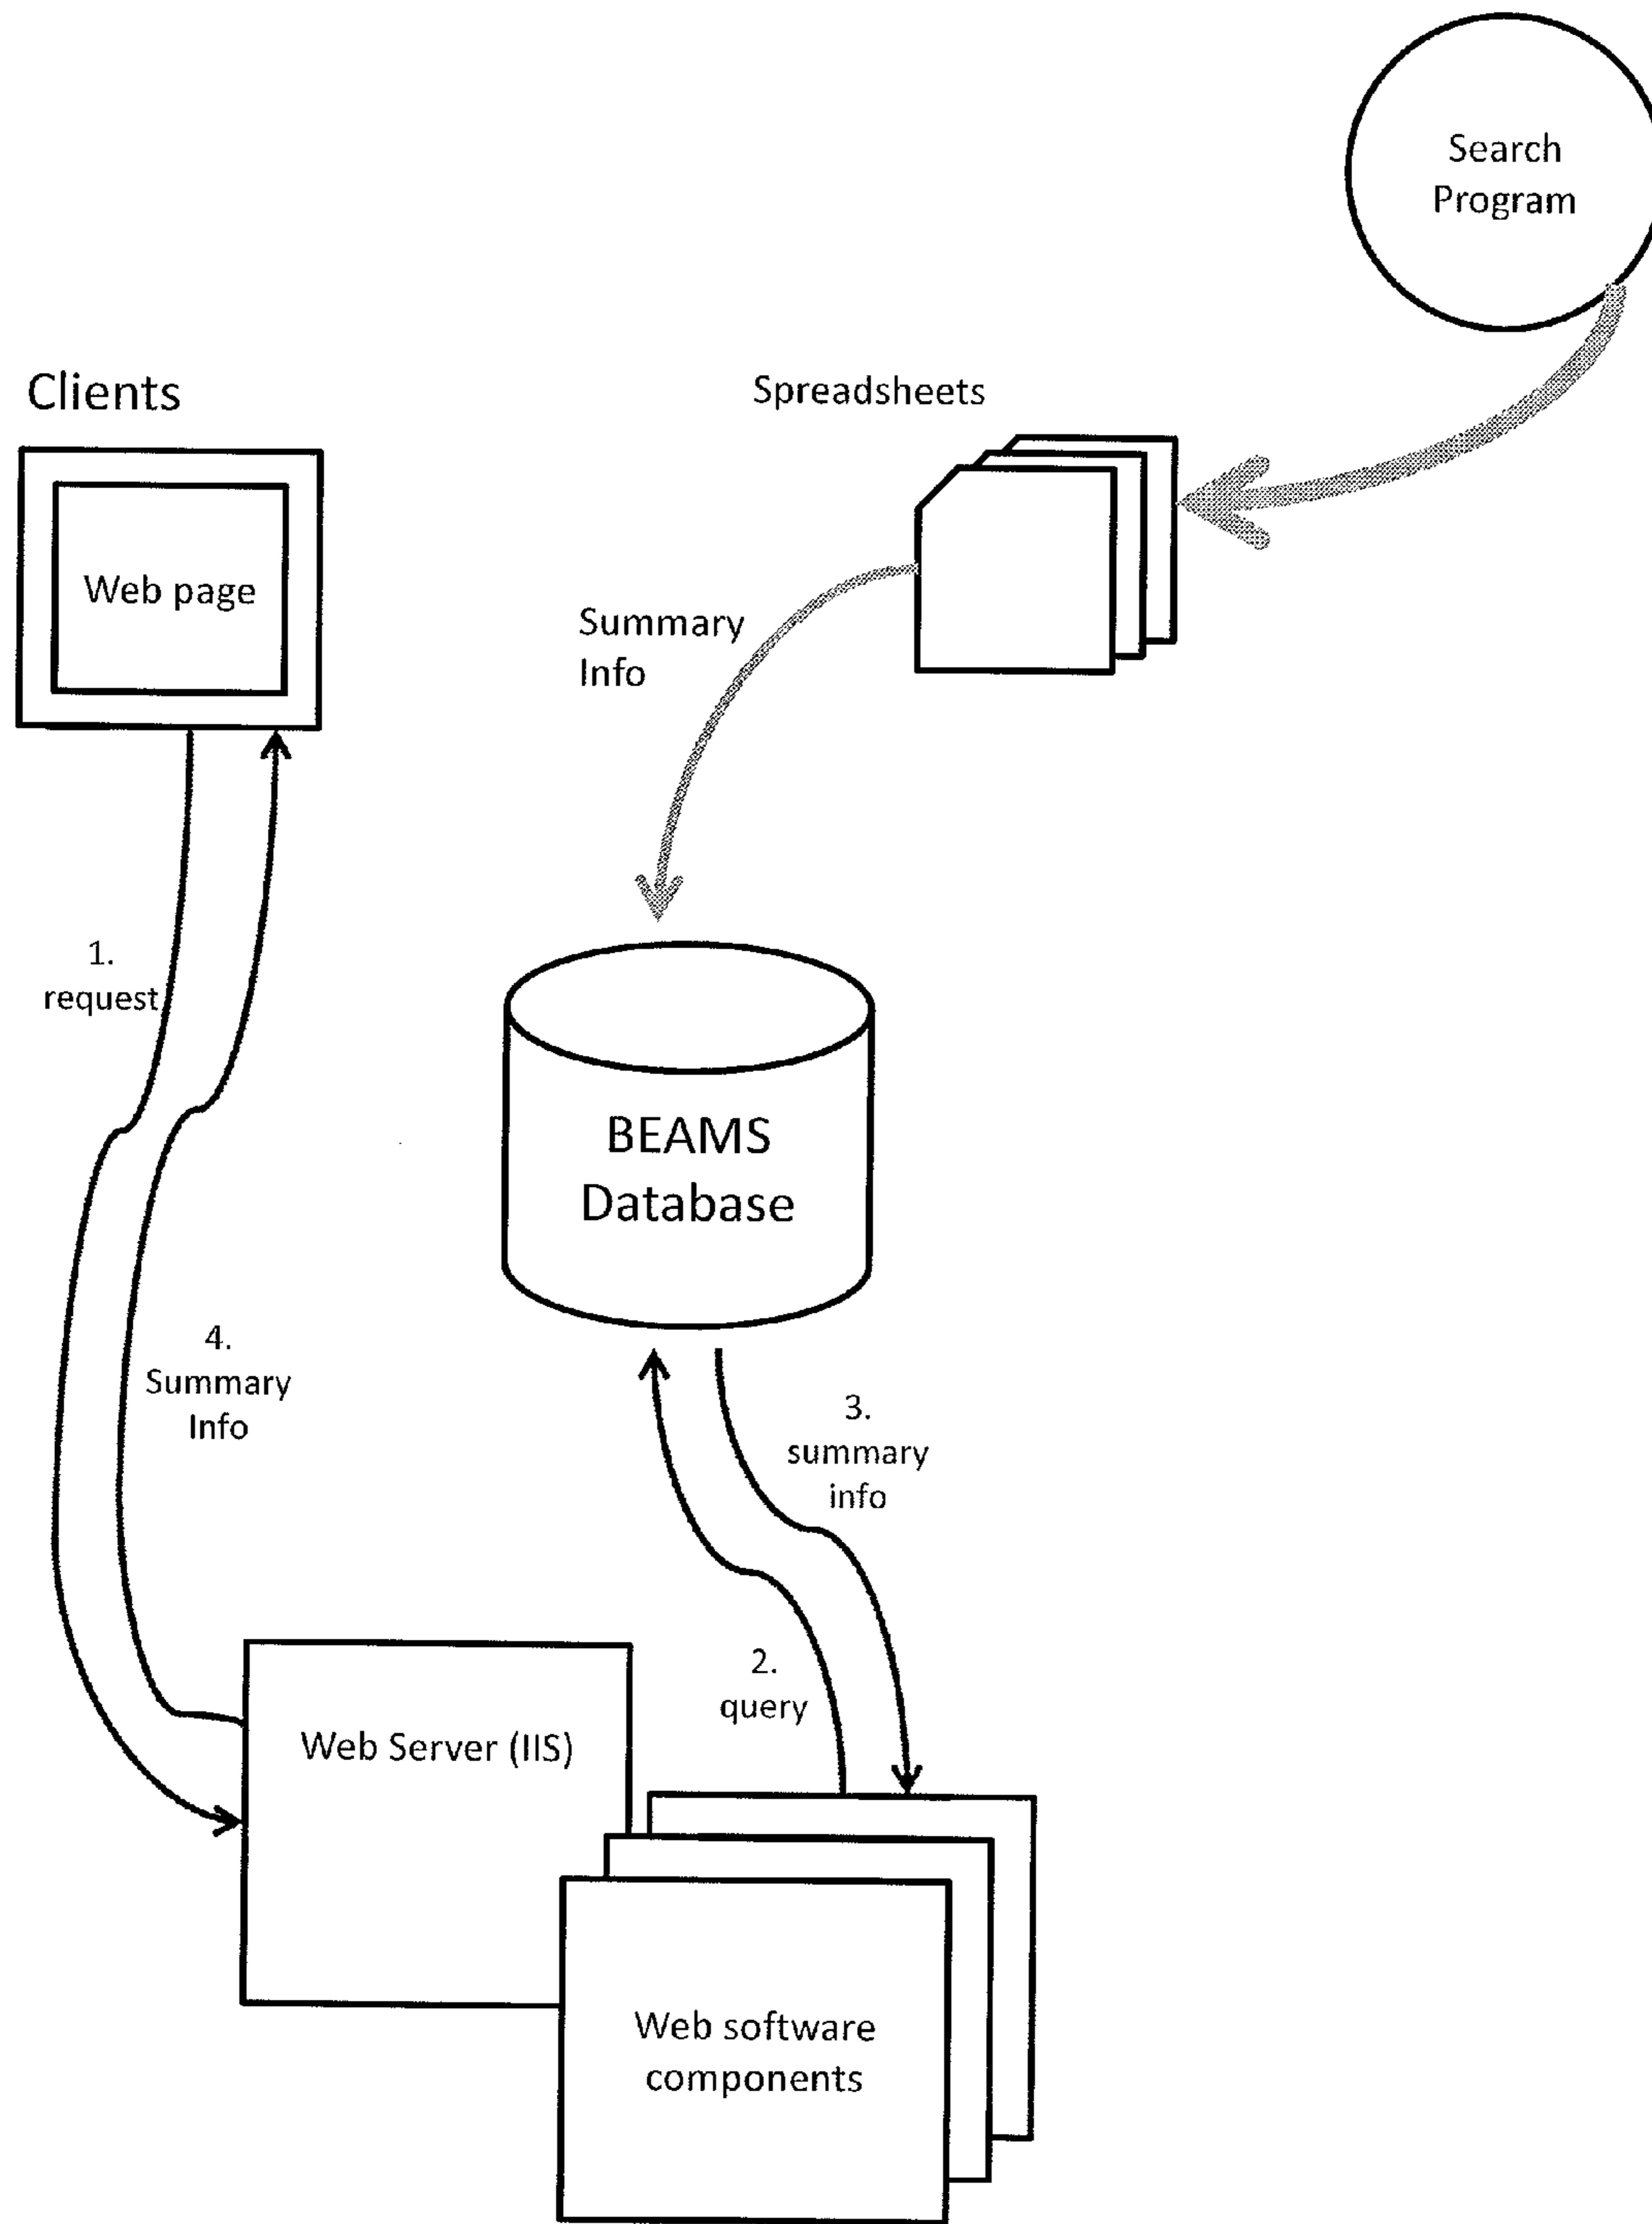 Search
Program
Clients
Spreadsheets
Web page
Summary
Info
1.
request
BEAMS
Database
4.
Summary
Info
3.
summary
info
2.
query
Web Server (IIS)
Web software
components